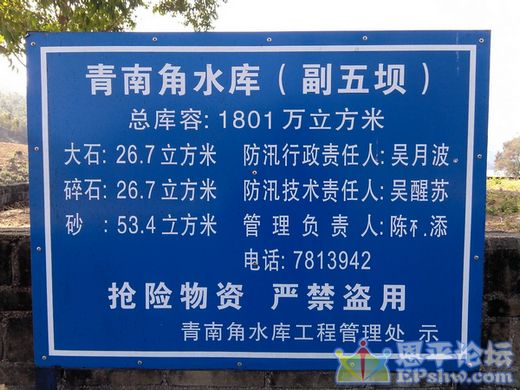 青南角水库(副五坝)
总库容: 1801万立方米
大石: 26.7立方米 防汛行政责任人: 吴月波
碎石: 26.7立方米 防汛技术责任人: 吴醒苏
砂 : 53.4立方米 管 理 负 责 人: 陈 添
电话: 7813942
抢险物资 严禁盗用
青南角水库工程管理处 示
恩平论坛
EPshw.com